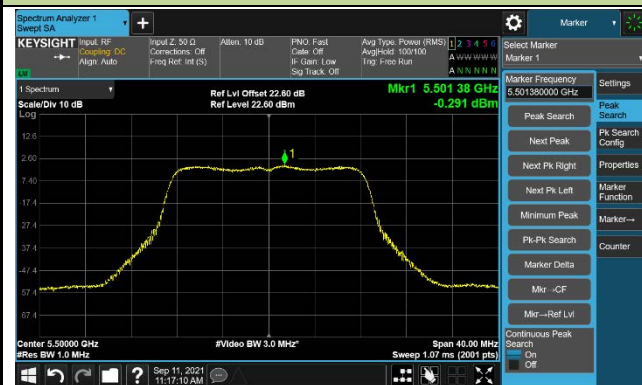 Spectrum Analyzer 1
Swept SA
Marker
KEYSIGHT
Input: RF
Coupling: DC
Align: Auto
Input Z: 50 Ω
Corrections: Off
Freq Ref: Int (S)
Atten: 10 dB
PNO: Fast
Gate: Off
IF Gain: Low
Sig Track: Off
Avg Type: Power (RMS)
Avg|Hold: 100/100
Trig: Free Run
1 2 3 4 5 6
A W W W W W
A N N N N N
LW
Select Marker
Marker 1
1 Spectrum
Scale/Div 10 dB
Log
Ref Lvl Offset 22.60 dB
Ref Level 22.60 dBm
Mkr1 5.501 38 GHz
-0.291 dBm
12.6
2.60
-7.40
-17.4
-27.4
-37.4
-47.4
-57.4
-67.4
1
Center 5.50000 GHz
#Res BW 1.0 MHz
#Video BW 3.0 MHz*
Span 40.00 MHz
Sweep 1.07 ms (2001 pts)
Marker Frequency
5.501380000 GHz
Peak Search
Next Peak
Next Pk Right
Next Pk Left
Minimum Peak
Pk-Pk Search
Marker Delta
Mkr→CF
Mkr→Ref Lvl
Continuous Peak
Search
On
Off
Settings
Peak
Search
Pk Search
Config
Properties
Marker
Function
Marker→
Counter
Sep 11, 2021
11:17:10 AM